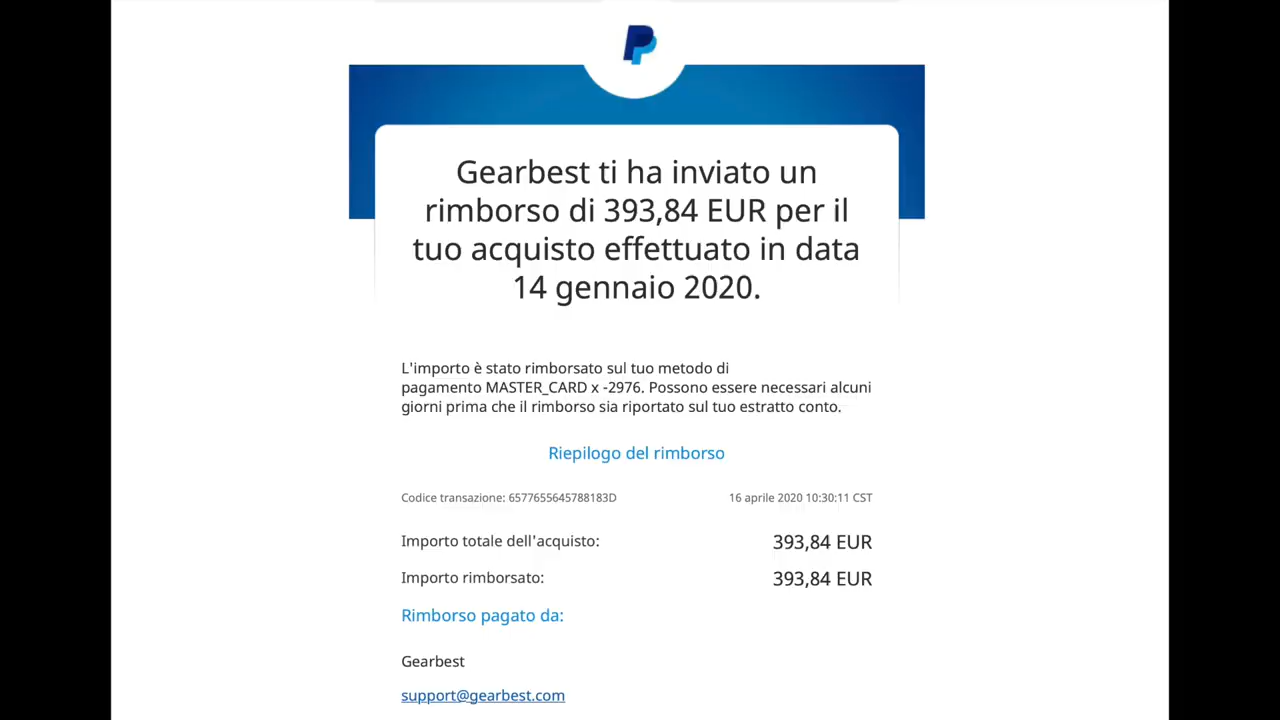 Gearbest ti ha inviato un
rimborso di 393,84 EUR per il
tuo acquisto effettuato in data
14 gennaio 2020.
L'importo è stato rimborsato sul tuo metodo di
pagamento MASTER_CARD x -2976. Possono essere necessari alcuni
giorni prima che il rimborso sia riportato sul tuo estratto conto.
Riepilogo del rimborso
Codice transazione: 6577655645788183D 16 aprile 2020 10:30:11 CST
Importo totale dell'acquisto: 393,84 EUR
Importo rimborsato: 393,84 EUR
Rimborso pagato da:
Gearbest
support@gearbest.com